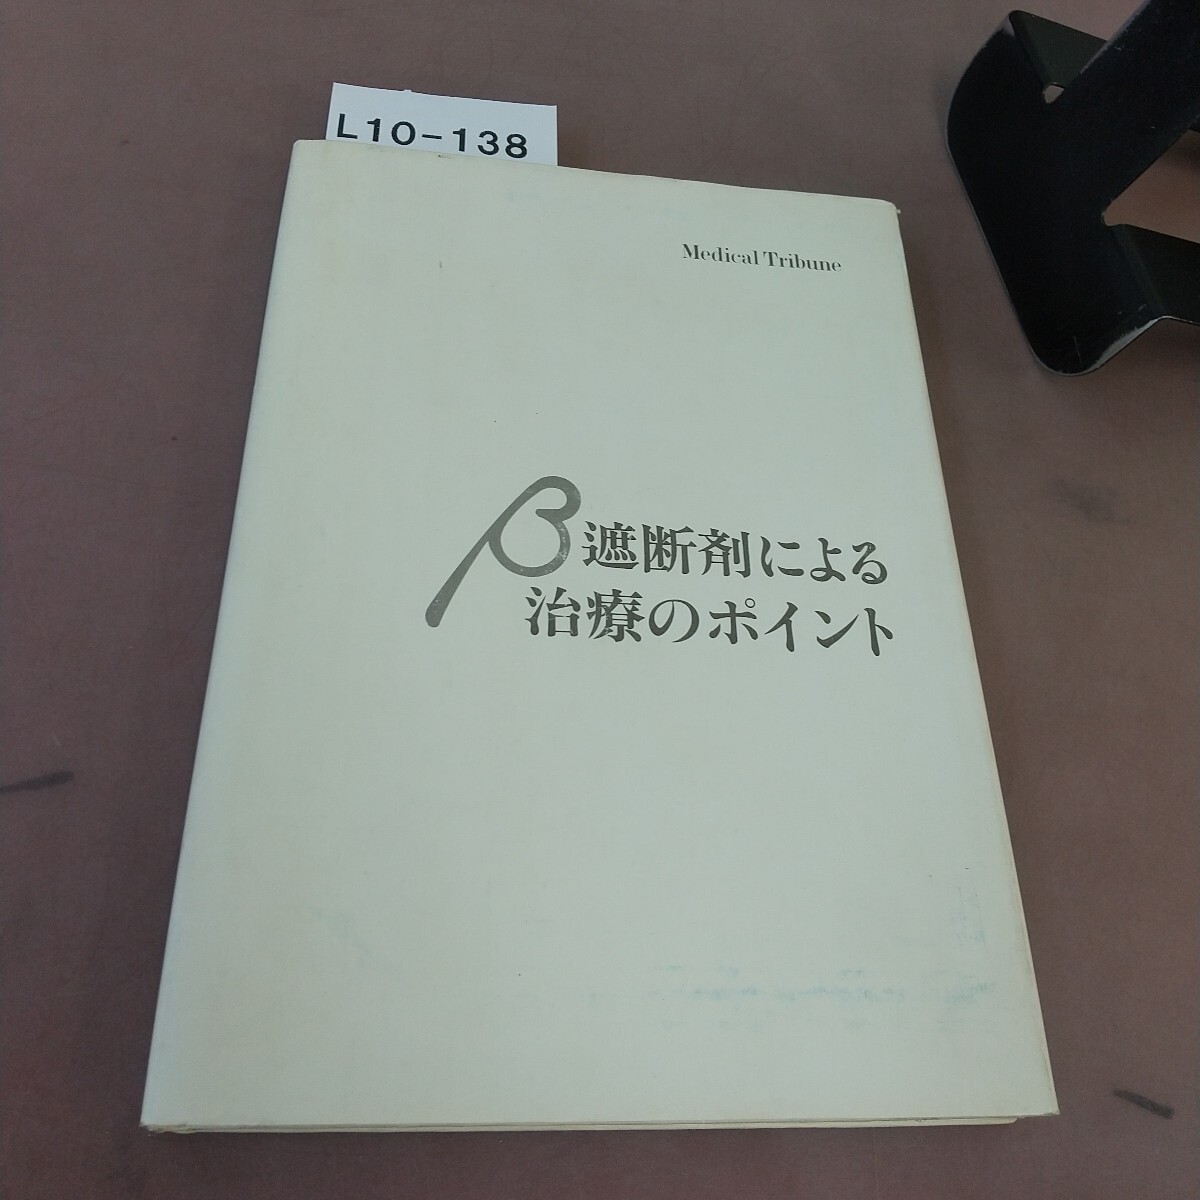 L10-138
Medical Tribune
β遮断剤による
治療のポイント